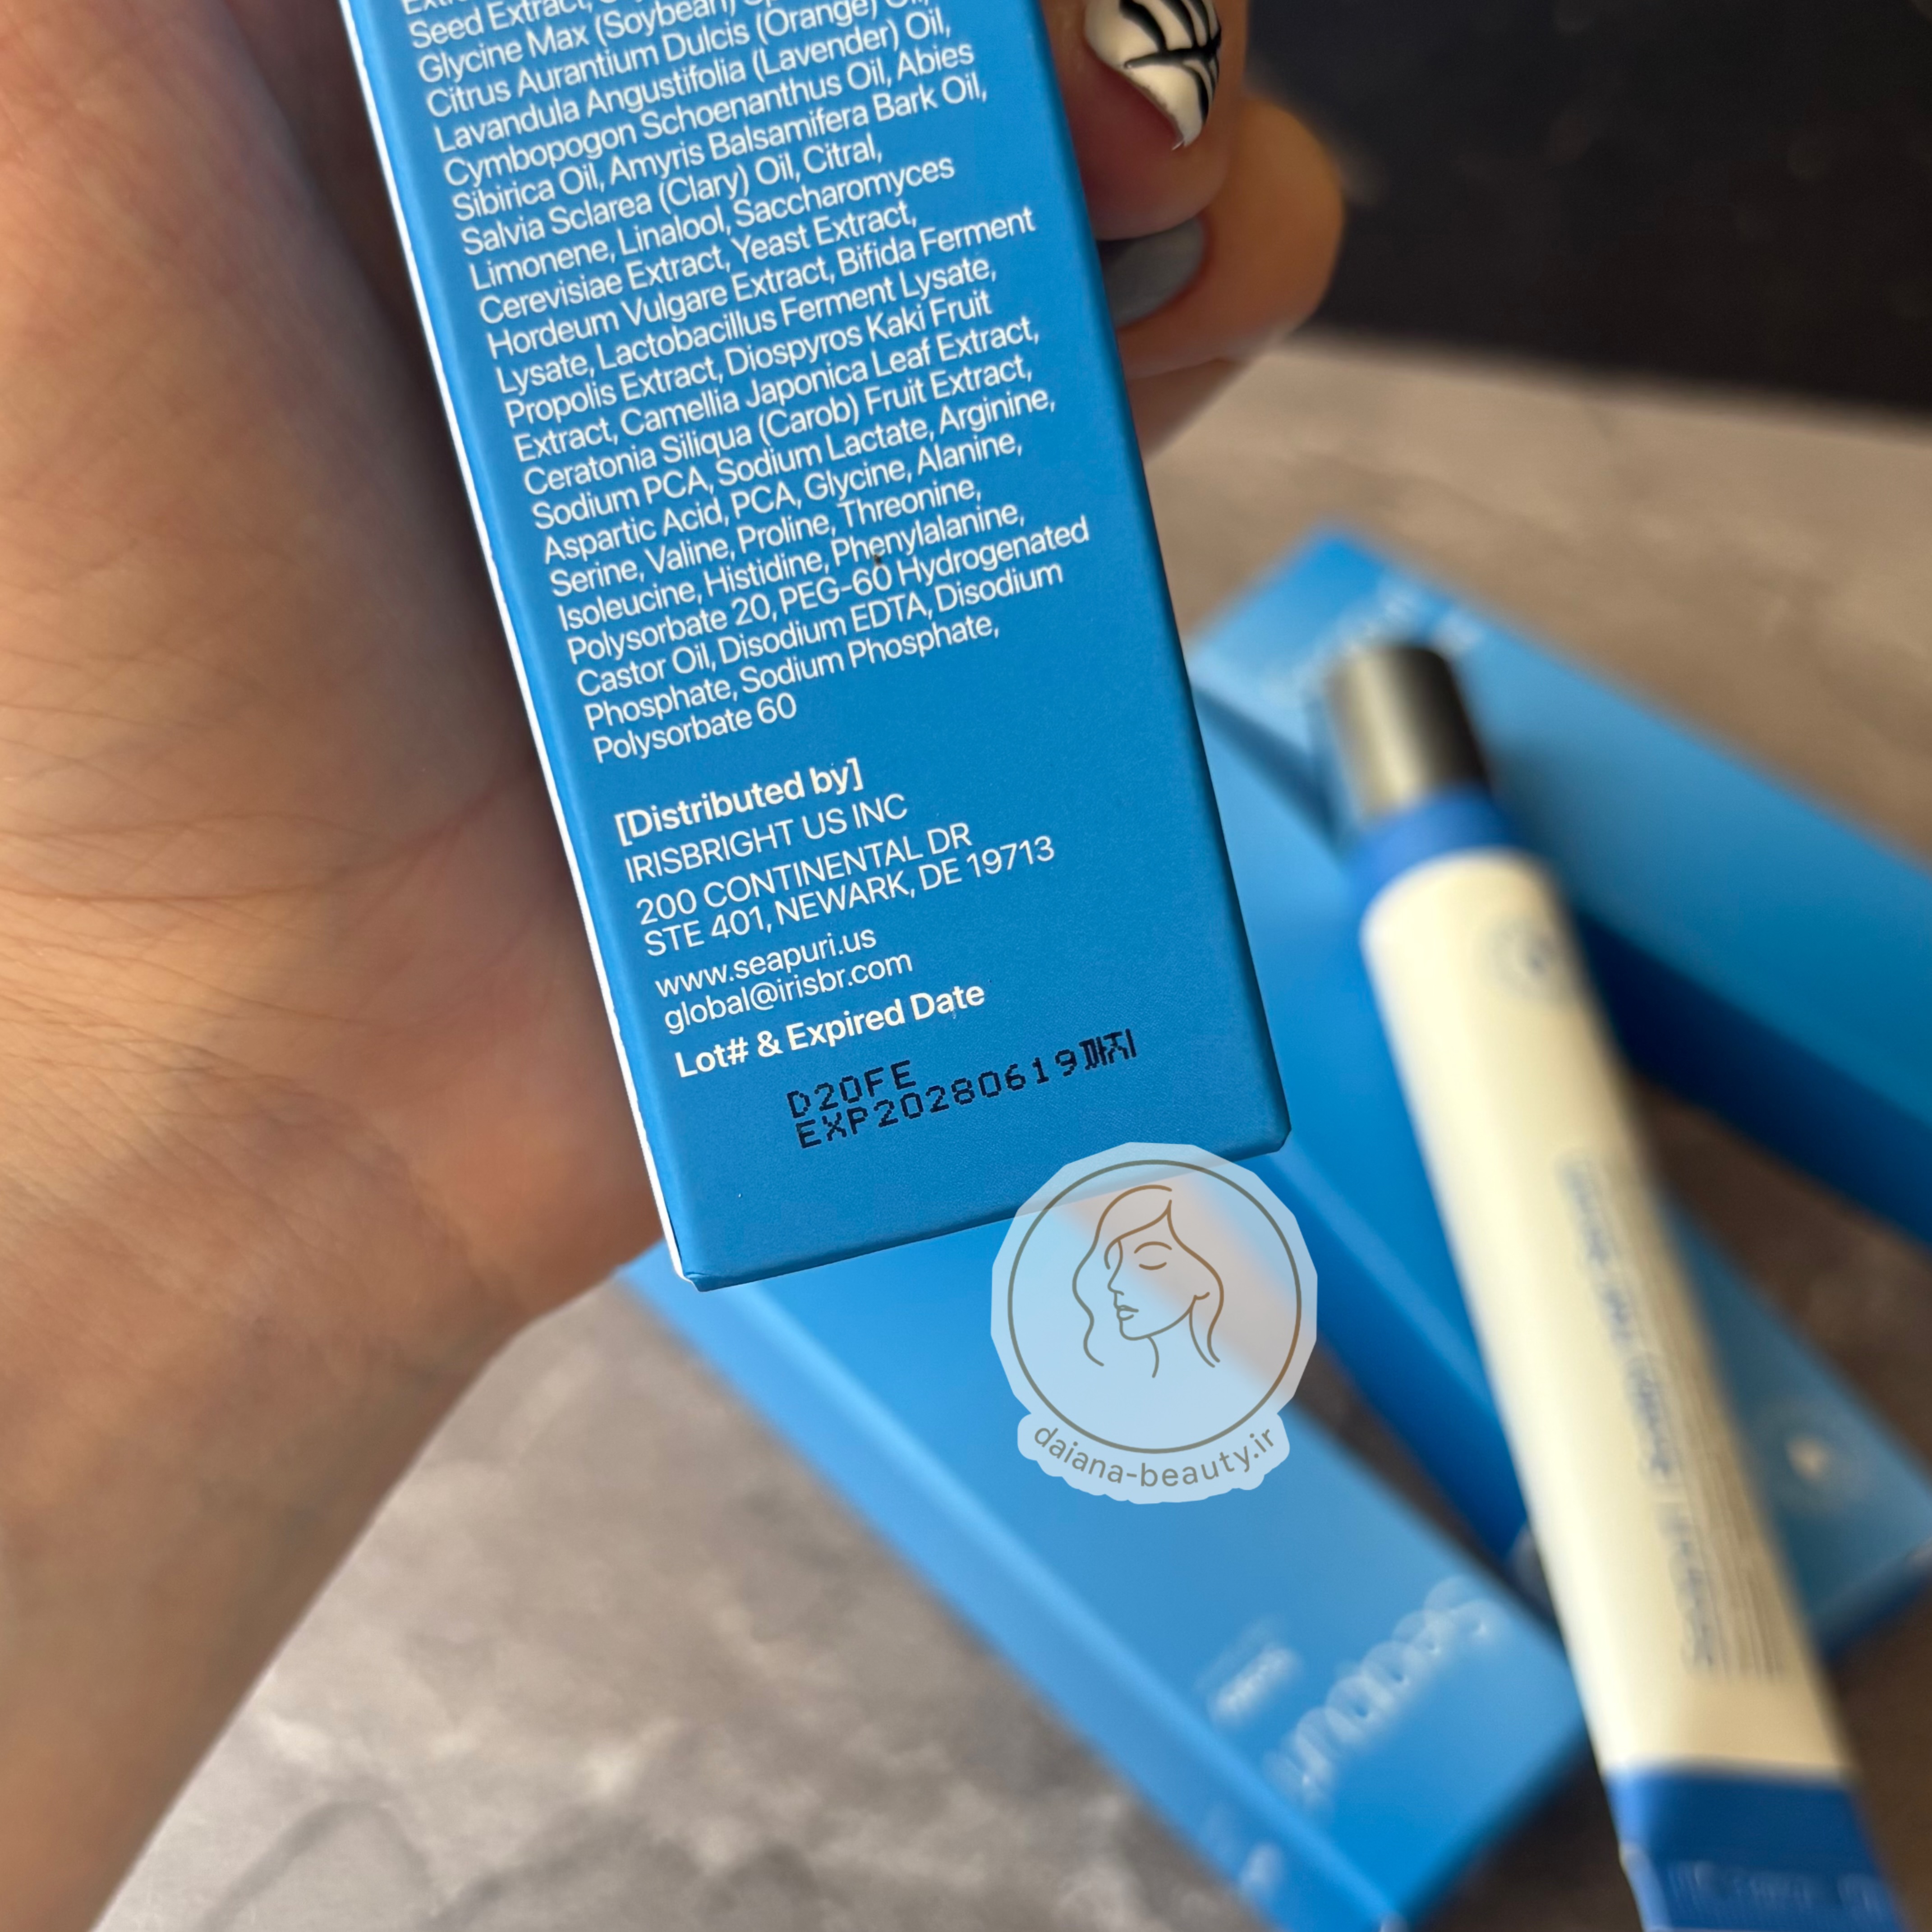 Seed Extract,
Glycine Max (Soybean)
Citrus Aurantium Dulcis (Orange)
Lavandula Angustifolia (Lavender) Oil,
Cymbopogon Schoenanthus Oil, Abies
Sibirica Oil, Amyris Balsamifera Bark Oil,
Salvia Sclarea (Clary) Oil, Citral,
Limonene, Linalool, Saccharomyces
Cerevisiae Extract, Yeast Extract,
Hordeum Vulgare Extract, Bifida Ferment
Lysate, Lactobacillus Ferment Lysate,
Propolis Extract, Diospyros Kaki Fruit
Extract, Camellia Japonica Leaf Extract,
Ceratonia Siliqua (Carob) Fruit Extract,
Sodium PCA, Sodium Lactate, Arginine,
Aspartic Acid, PCA, Glycine, Alanine,
Serine, Valine, Proline, Threonine,
Isoleucine, Histidine, Phenylalanine,
Polysorbate 20, PEG-60 Hydrogenated
Castor Oil, Disodium EDTA, Disodium
Phosphate, Sodium Phosphate,
Polysorbate 60
[Distributed by]
IRISBRIGHT US INC
200 CONTINENTAL DR
STE 401, NEWARK, DE 19713
www.seapuri.us
global@irisbr.com
Lot# & Expired Date
D20FE
EXP20280619까지
daiana-beauty.ir